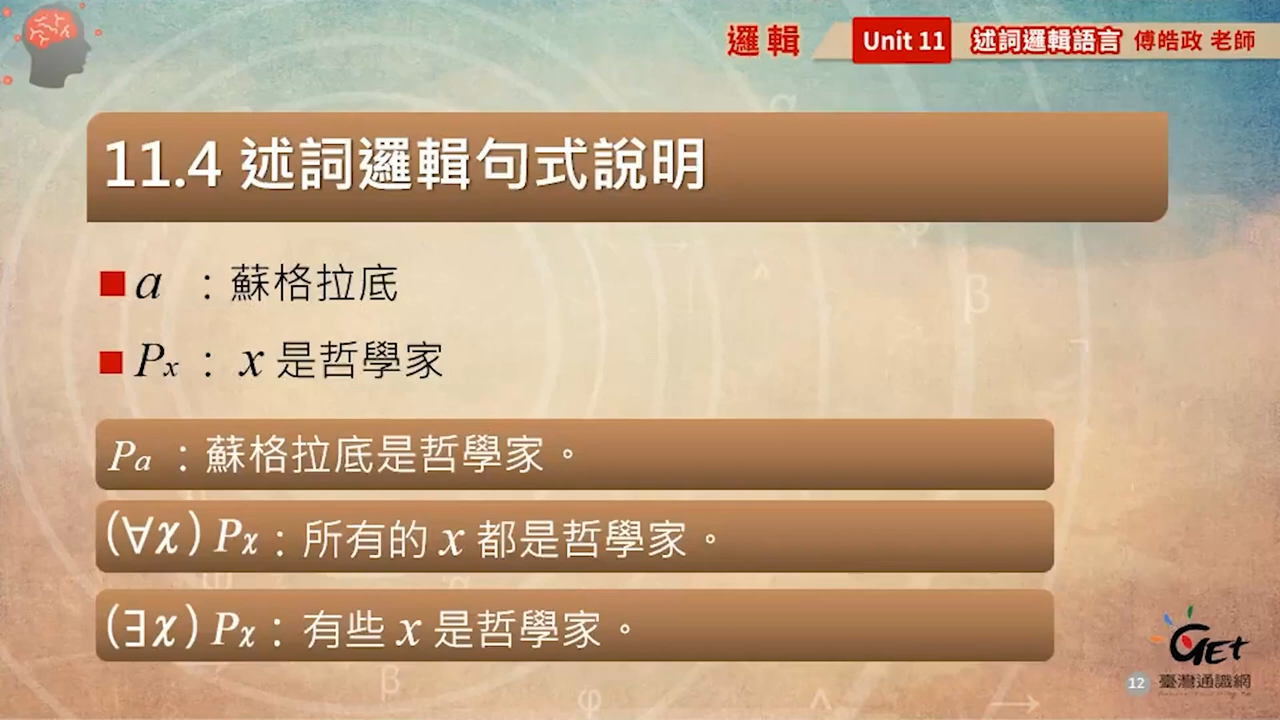 邏輯 Unit 11 述詞邏輯語言 傅皓政 老師
11.4 述詞邏輯句式說明
a ：蘇格拉底
Px ： x 是哲學家
Pa ：蘇格拉底是哲學家。
(∀x) Px：所有的 x 都是哲學家。
(∃x) Px：有些 x 是哲學家。
GET
12 臺灣通識網